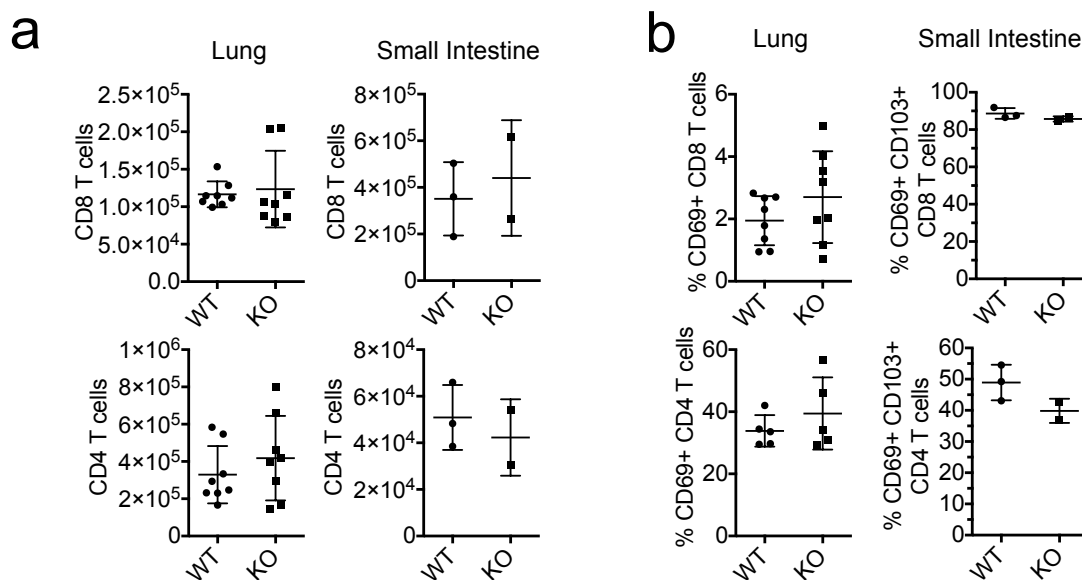 a
Lung
Small Intestine
CD8 T cells
2.5×10⁵
2.0×10⁵
1.5×10⁵
1.0×10⁵
5.0×10⁴
0.0
WT
KO
CD8 T cells
8×10⁵
6×10⁵
4×10⁵
2×10⁵
0
WT
KO
CD4 T cells
1×10⁶
8×10⁵
6×10⁵
4×10⁵
2×10⁵
0
WT
KO
CD4 T cells
8×10⁴
6×10⁴
4×10⁴
2×10⁴
0
WT
KO
b
Lung
Small Intestine
% CD69+ CD8 T cells
6
4
2
0
WT
KO
% CD69+ CD103+
CD8 T cells
100
80
60
40
20
0
WT
KO
% CD69+ CD4 T cells
60
40
20
0
WT
KO
% CD69+ CD103+
CD4 T cells
60
50
40
30
20
10
0
WT
KO